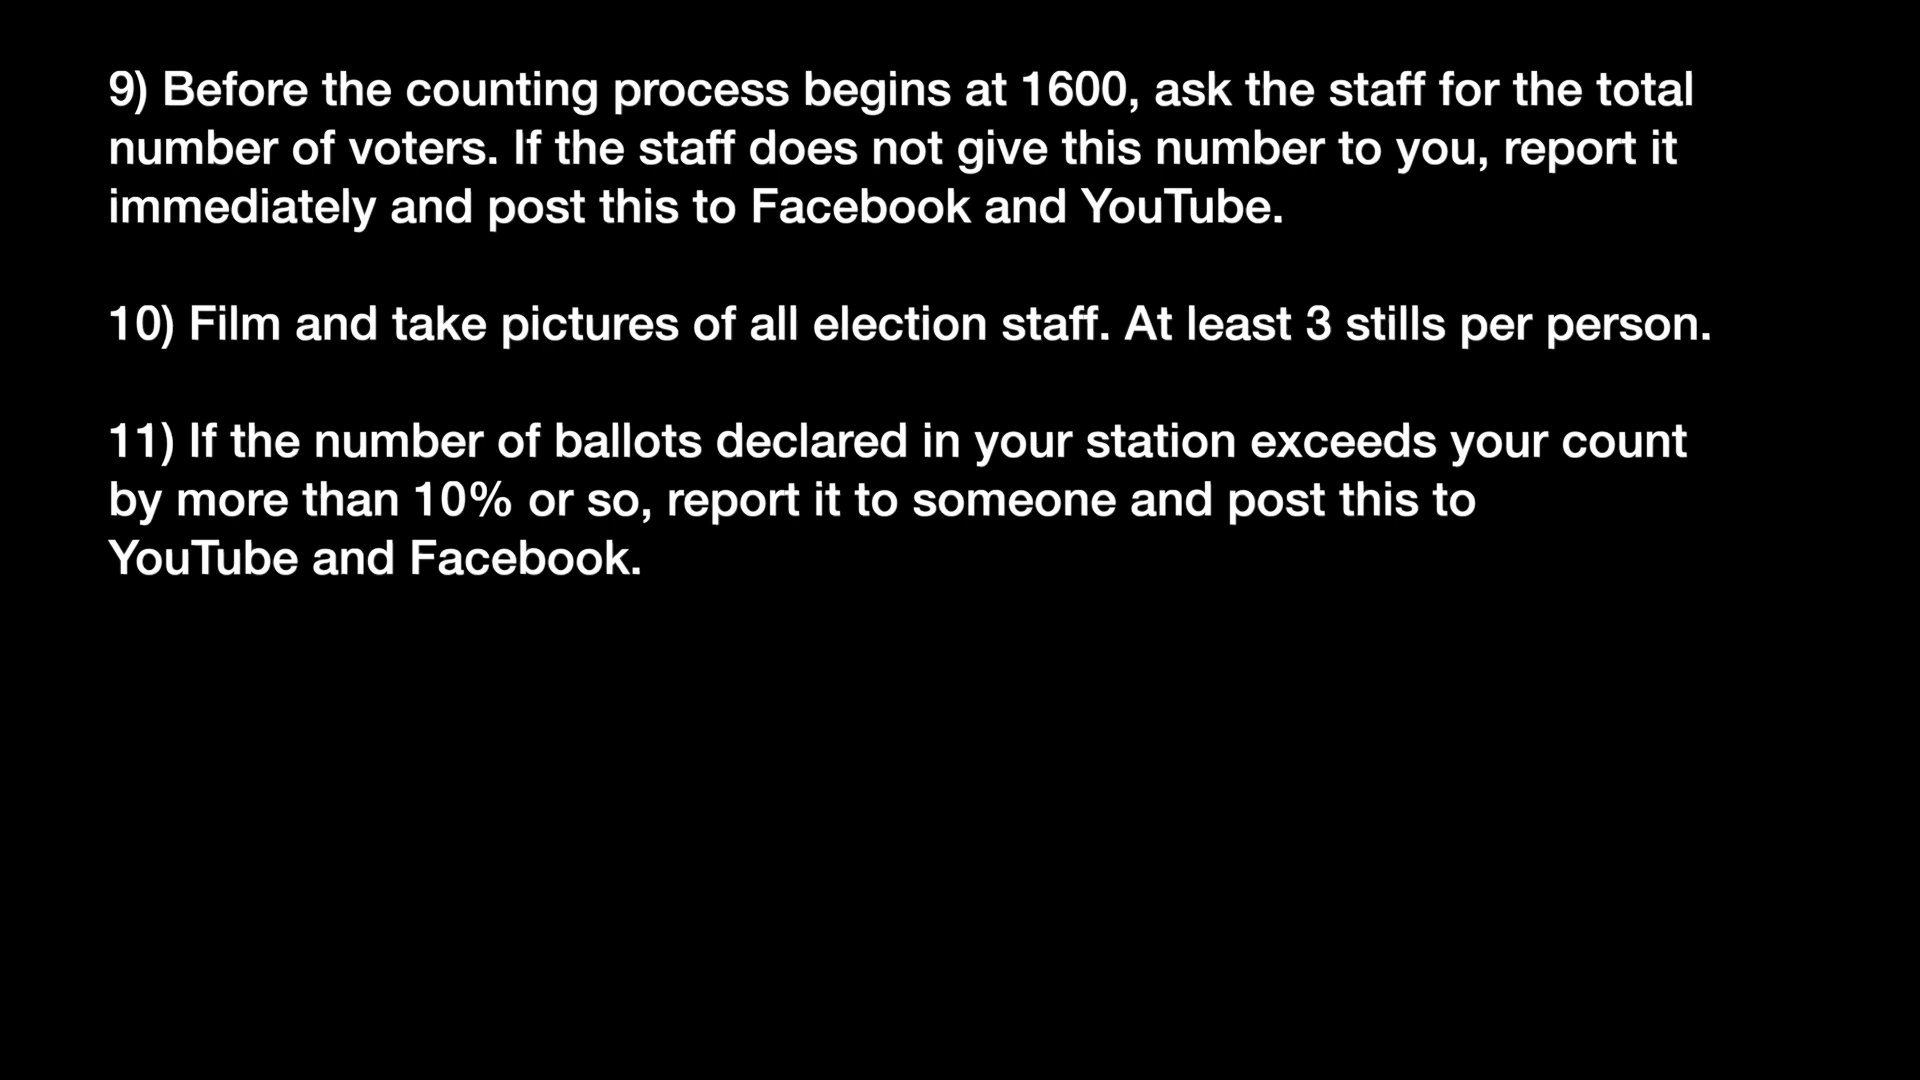 9) Before the counting process begins at 1600, ask the staff for the total
number of voters. If the staff does not give this number to you, report it
immediately and post this to Facebook and YouTube.
10) Film and take pictures of all election staff. At least 3 stills per person.
11) If the number of ballots declared in your station exceeds your count
by more than 10% or so, report it to someone and post this to
YouTube and Facebook.